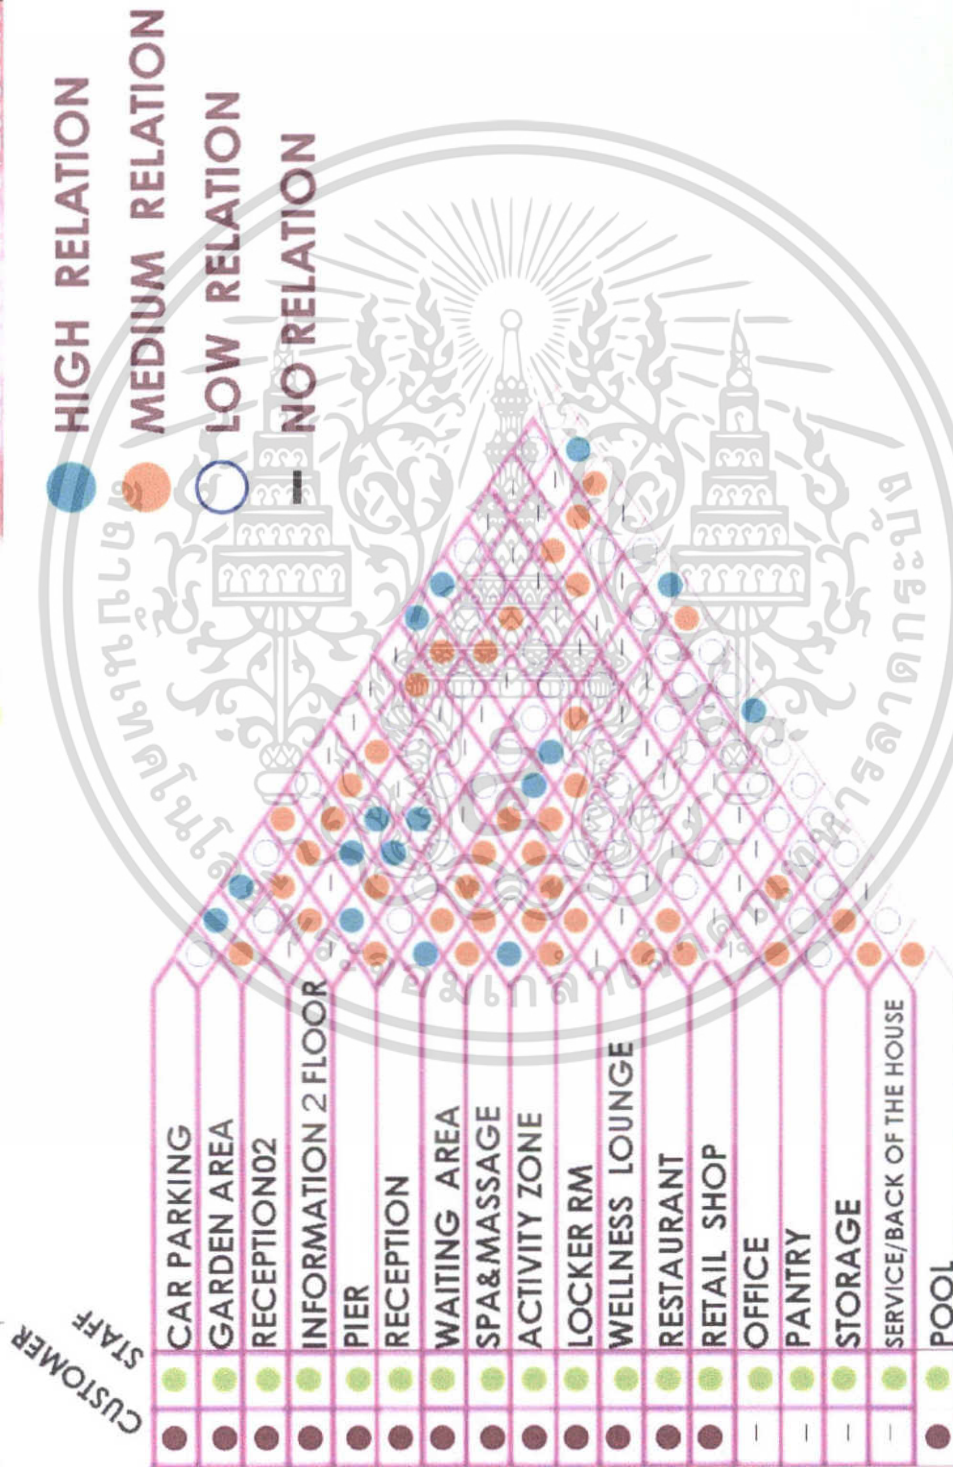 HIGH RELATION
MEDIUM RELATION
LOW RELATION
NO RELATION
CUSTOMER
STAFF
CAR PARKING
GARDEN AREA
RECEPTION02
INFORMATION 2 FLOOR
PIER
RECEPTION
WAITING AREA
SPA&MASSAGE
ACTIVITY ZONE
LOCKER RM
WELLNESS LOUNGE
RESTAURANT
RETAIL SHOP
OFFICE
PANTRY
STORAGE
SERVICE/BACK OF THE HOUSE
POOL